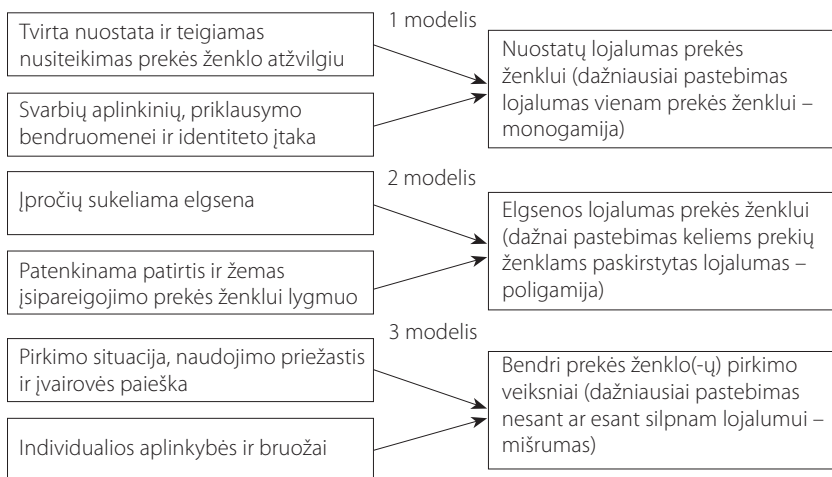 1 modelis
Tvirta nuostata ir teigiamas
nusiteikimas prekės ženklo atžvilgiu
Svarbių aplinkinių, priklausymo
bendruomenei ir identiteto įtaka
Nuostatų lojalumas prekės
ženklui (dažniausiai pastebimas
lojalumas vienam prekės ženklui –
monogamija)
2 modelis
Įpročių sukeliama elgsena
Patenkinama patirtis ir žemas
įsipareigojimo prekės ženklui lygmuo
Elgsenos lojalumas prekės ženklui
(dažnai pastebimas keliems prekių
ženklams paskirstytas lojalumas –
poligamija)
3 modelis
Pirkimo situacija, naudojimo priežastis
ir įvairovės paieška
Individualios aplinkybės ir bruožai
Bendri prekės ženklo(-ų) pirkimo
veiksniai (dažniausiai pastebimas
nesant ar esant silpnam lojalumui –
mišrumas)